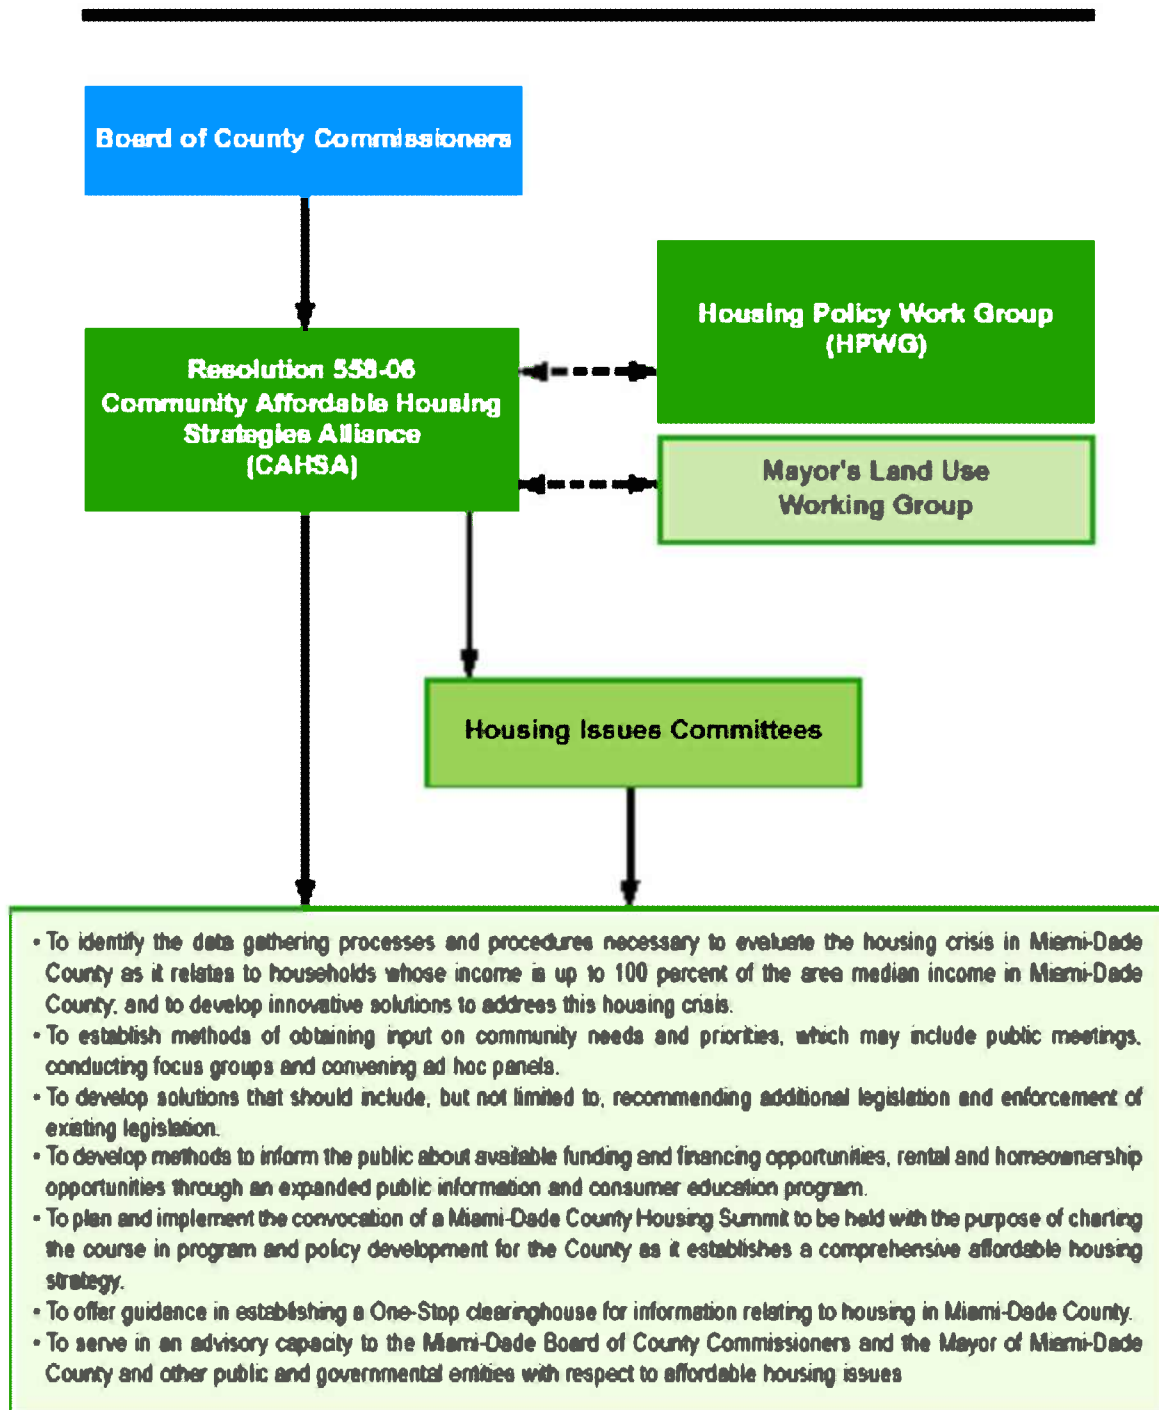 Board of County Commissioners
Housing Policy Work Group
(HPWG)
Resolution 558-06
Community Affordable Housing
Strategies Alliance
(CAHSA)
Mayor's Land Use
Working Group
Housing Issues Committees
• To identify the data gathering processes and procedures necessary to evaluate the housing crisis in Miami-Dade
County as it relates to households whose income is up to 100 percent of the area median income in Miami-Dade
County, and to develop innovative solutions to address this housing crisis.
• To establish methods of obtaining input on community needs and priorities, which may include public meetings,
conducting focus groups and convening ad hoc panels.
• To develop solutions that should include, but not limited to, recommending additional legislation and enforcement of
existing legislation.
• To develop methods to inform the public about available funding and financing opportunities, rental and homeownership
opportunities through an expanded public information and consumer education program.
• To plan and implement the convocation of a Miami-Dade County Housing Summit to be held with the purpose of charting
the course in program and policy development for the County as it establishes a comprehensive affordable housing
strategy.
• To offer guidance in establishing a One-Stop clearinghouse for information relating to housing in Miami-Dade County.
• To serve in an advisory capacity to the Miami-Dade Board of County Commissioners and the Mayor of Miami-Dade
County and other public and governmental entities with respect to affordable housing issues